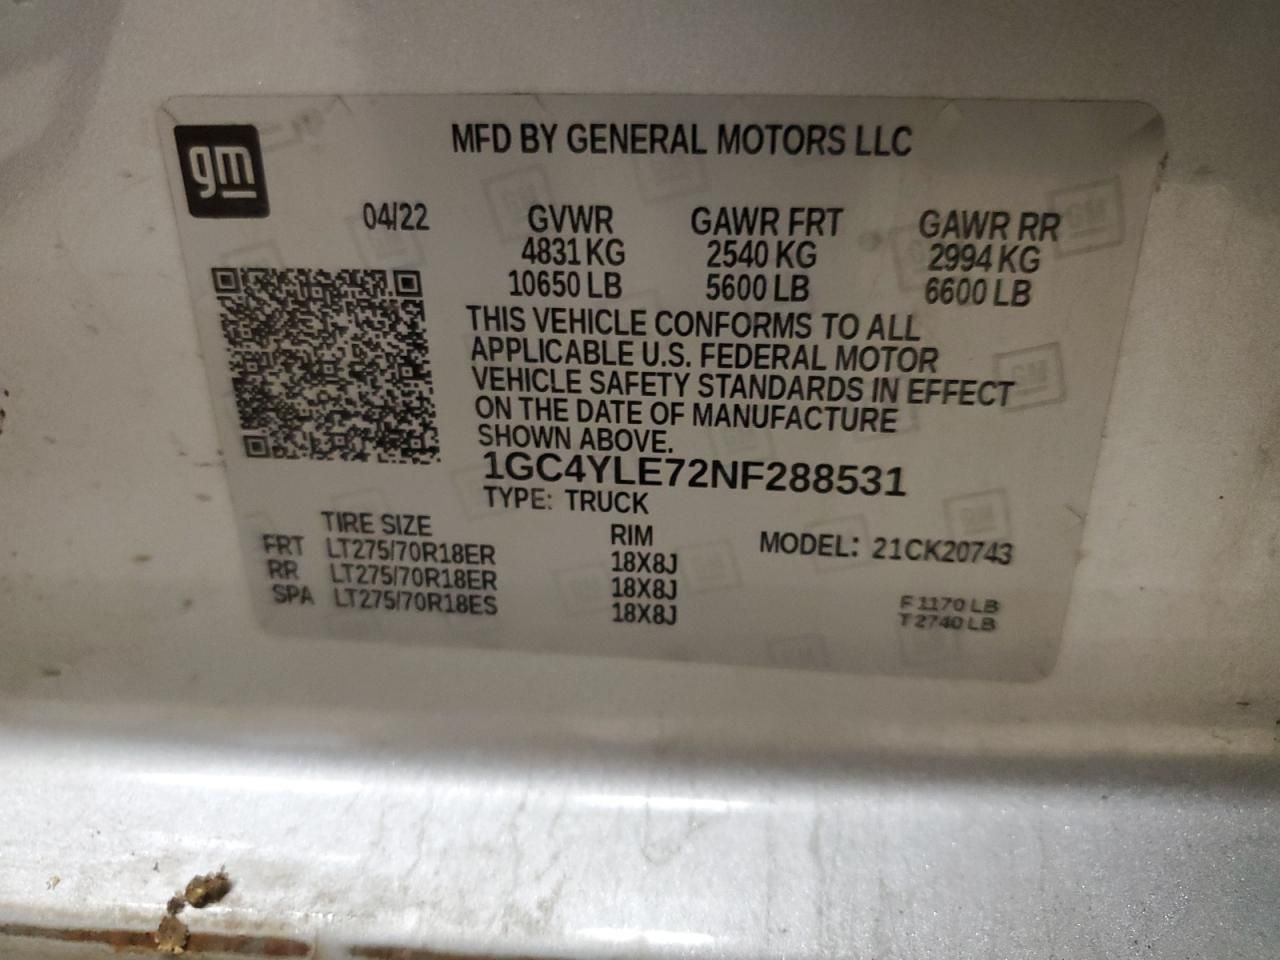 gm
MFD BY GENERAL MOTORS LLC
04/22 GVWR GAWR FRT GAWR RR
4831 KG 2540 KG 2994 KG
10650 LB 5600 LB 6600 LB
THIS VEHICLE CONFORMS TO ALL
APPLICABLE U.S. FEDERAL MOTOR
VEHICLE SAFETY STANDARDS IN EFFECT
ON THE DATE OF MANUFACTURE
SHOWN ABOVE.
1GC4YLE72NF288531
TYPE: TRUCK
TIRE SIZE RIM MODEL: 21CK20743
FRT LT275/70R18ER 18X8J
RR LT275/70R18ER 18X8J
SPA LT275/70R18ES 18X8J
F 1170 LB
T 2740 LB